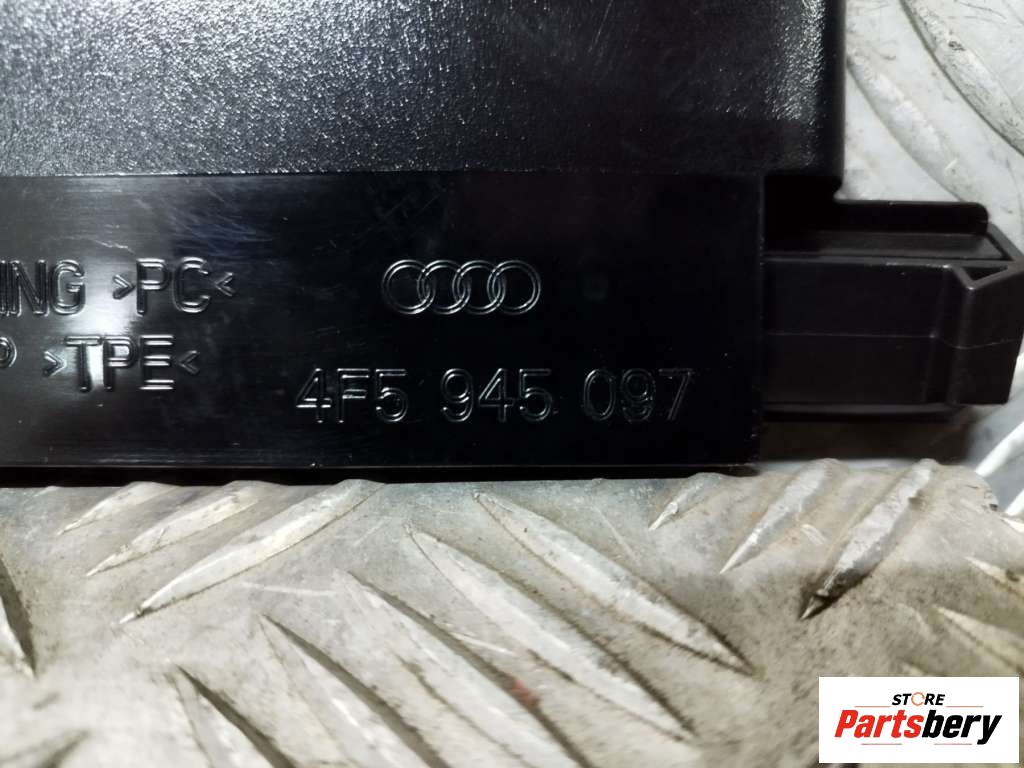 >PC<
>TPE<
4F5 945 097
STORE
Partsbery